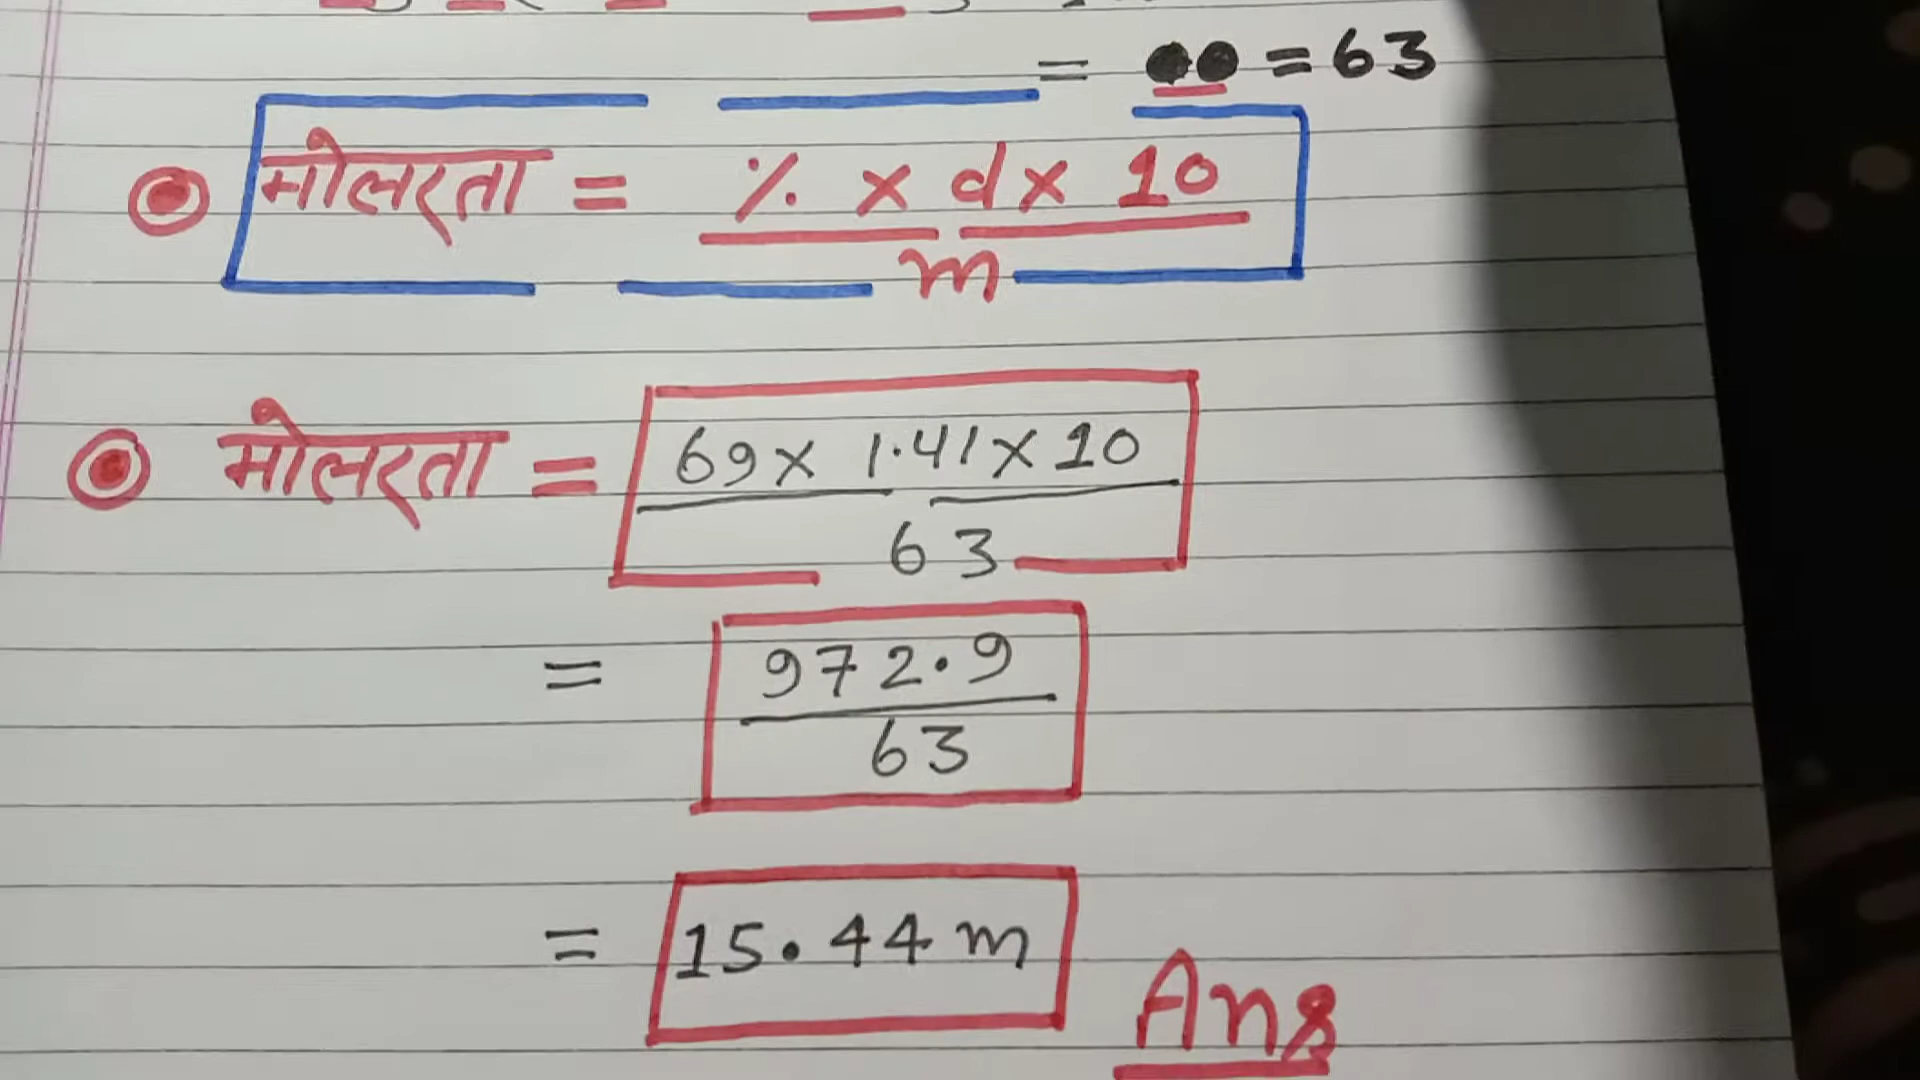 = = 63
मोलरता = % x d x 10
m
मोलरता = 69 x 1.41 x 10
63
= 972.9
63
= 15.44 m
Ans